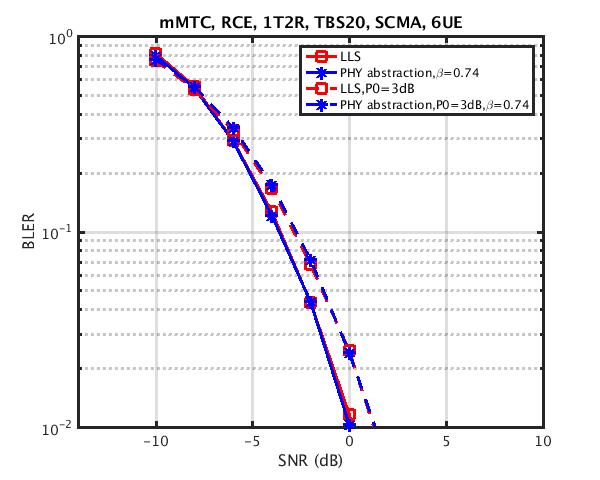 mMTC, RCE, 1T2R, TBS20, SCMA, 6UE
10^0
LLS
PHY abstraction,β=0.74
LLS,P0=3dB
PHY abstraction,P0=3dB,β=0.74
BLER
10^-1
10^-2
-10
-5
0
5
10
SNR (dB)